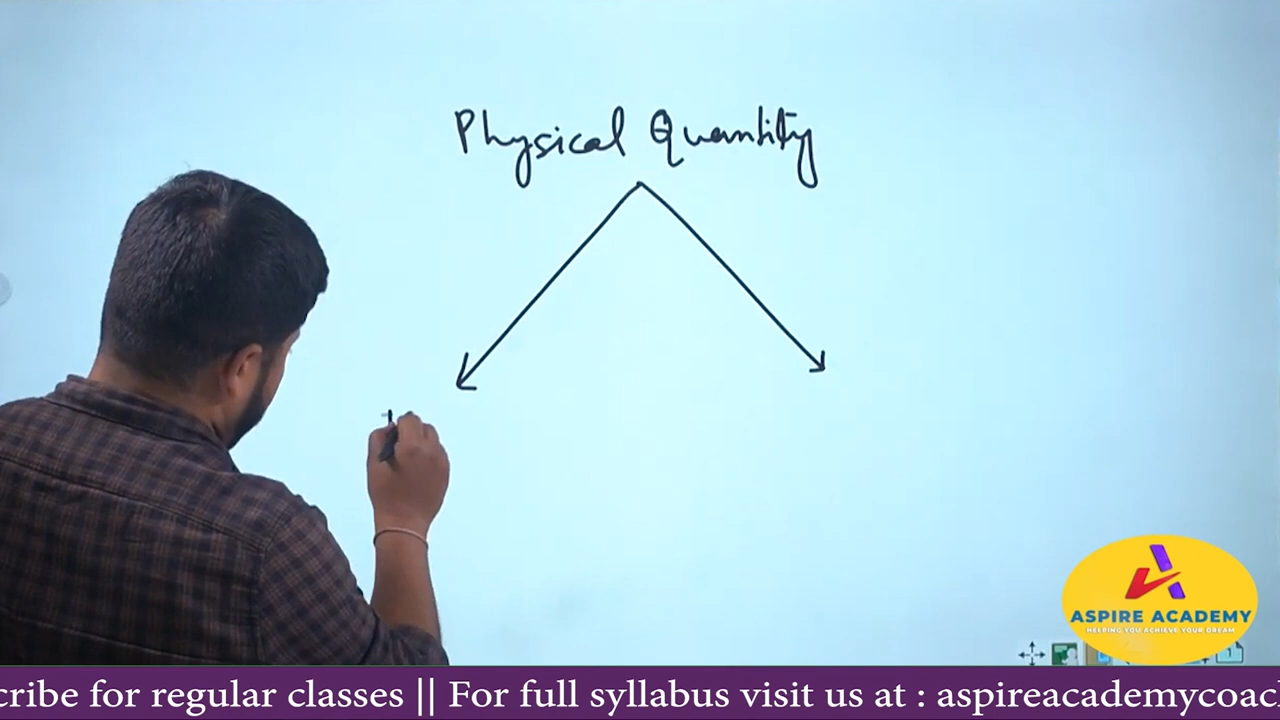 Physical Quantity
ASPIRE ACADEMY
HELPING YOU ACHIEVE YOUR DREAM
cribe for regular classes || For full syllabus visit us at : aspireacademycoac
1